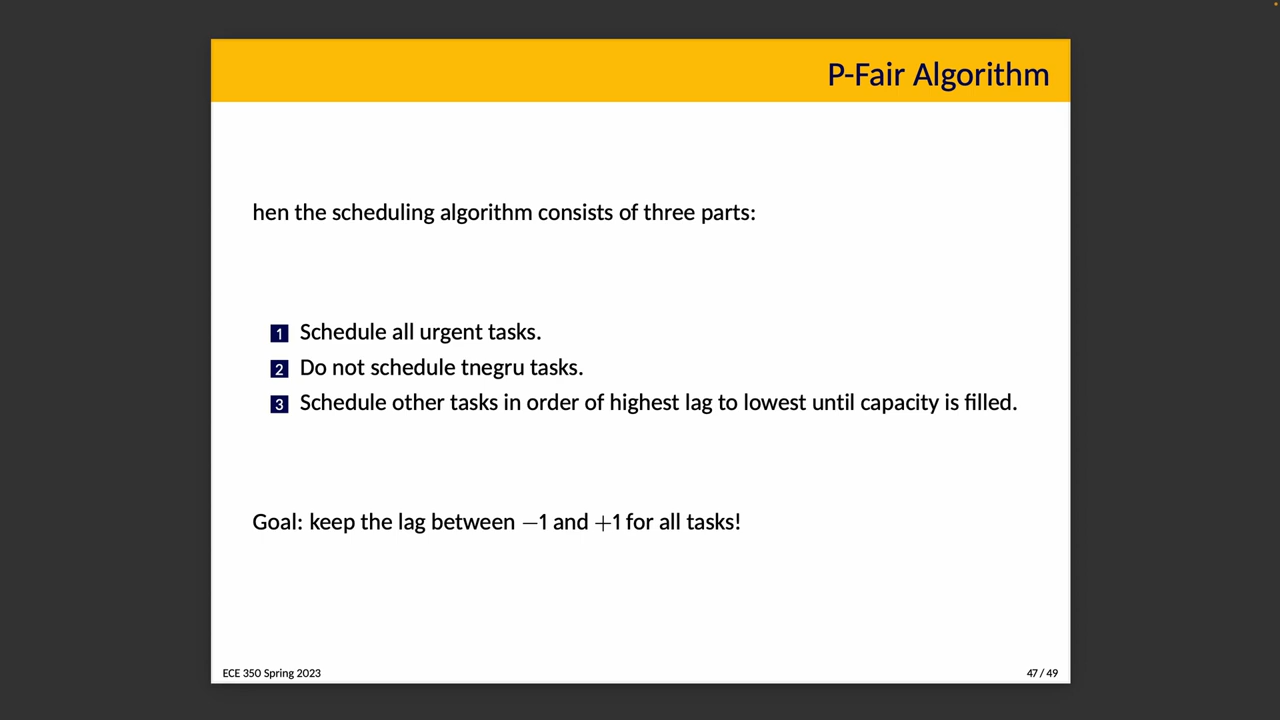 P-Fair Algorithm
hen the scheduling algorithm consists of three parts:
1 Schedule all urgent tasks.
2 Do not schedule tnegru tasks.
3 Schedule other tasks in order of highest lag to lowest until capacity is filled.
Goal: keep the lag between −1 and +1 for all tasks!
ECE 350 Spring 2023
47 / 49